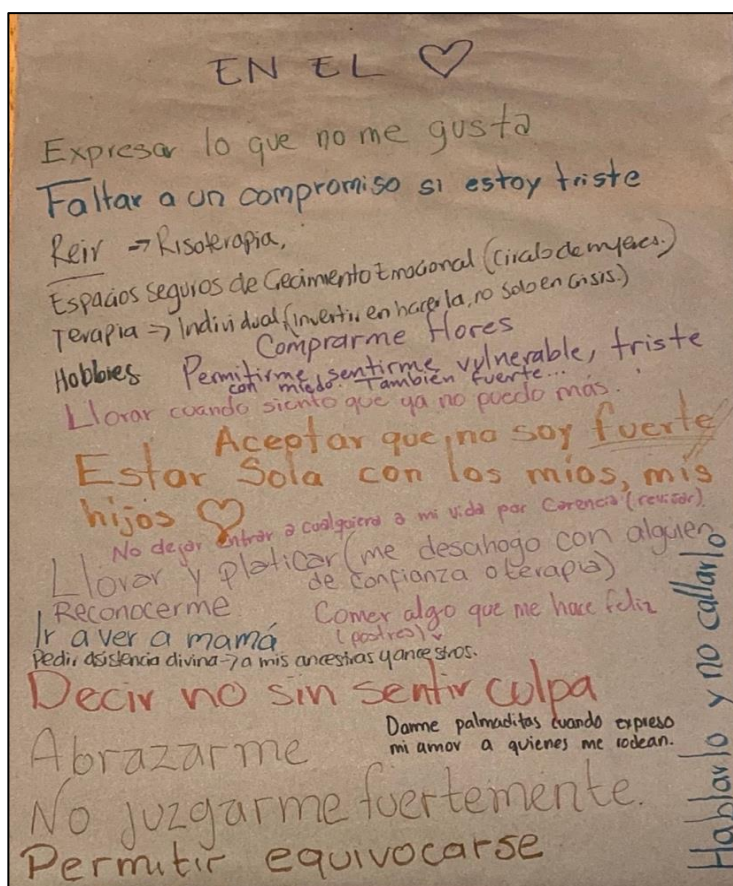 EN EL ♡
Expresar lo que no me gusta
Faltar a un compromiso si estoy triste
Reir → Risoterapia,
Espacios seguros de Crecimiento Emocional (Circulo de mujeres.)
Terapia → Individual (invertir en hacerla, no solo en crisis.)
Comprarme flores
Hobbies
Permitirme sentirme vulnerable, triste
con miedo. También fuerte...
Llorar cuando siento que ya no puedo más.
Aceptar que no soy fuerte
Estar Sola con los míos, mis
hijos ♡
No dejar entrar a cualquiera a mi vida por Carencia (revisar)
Llorar y platicar (me desahogo con alguien
de confianza o terapia)
Reconocerme
Comer algo que me hace feliz
(postres)
Ir a ver a mamá
Pedir asistencia divina → a mis ancestras y ancestros.
Decir no sin sentir culpa
Darme palmaditas cuando expreso
mi amor a quienes me rodean.
Abrazarme
No juzgarme fuertemente.
Permitir equivocarse
Hablarlo y no callarlo